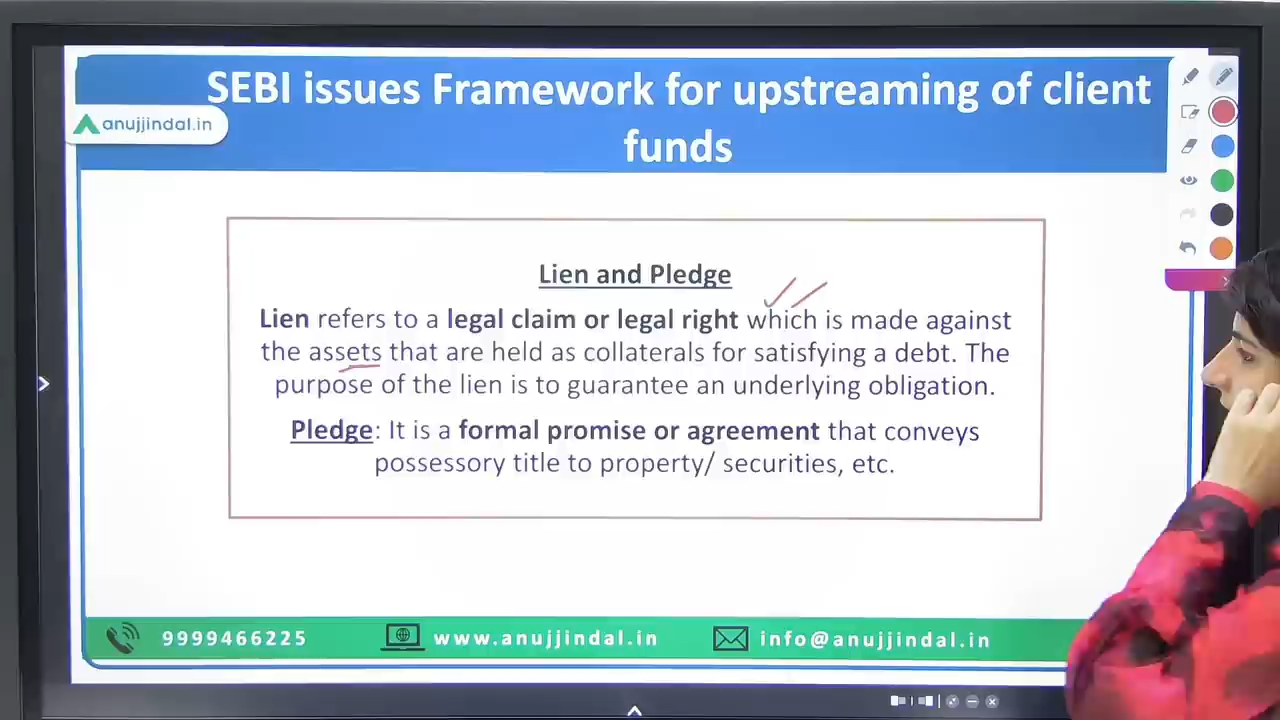 SEBI issues Framework for upstreaming of client
funds
anujjindal.in
Lien and Pledge
Lien refers to a legal claim or legal right which is made against
the assets that are held as collaterals for satisfying a debt. The
purpose of the lien is to guarantee an underlying obligation.
Pledge: It is a formal promise or agreement that conveys
possessory title to property/ securities, etc.
9999466225
www.anujjindal.in
info@anujjindal.in